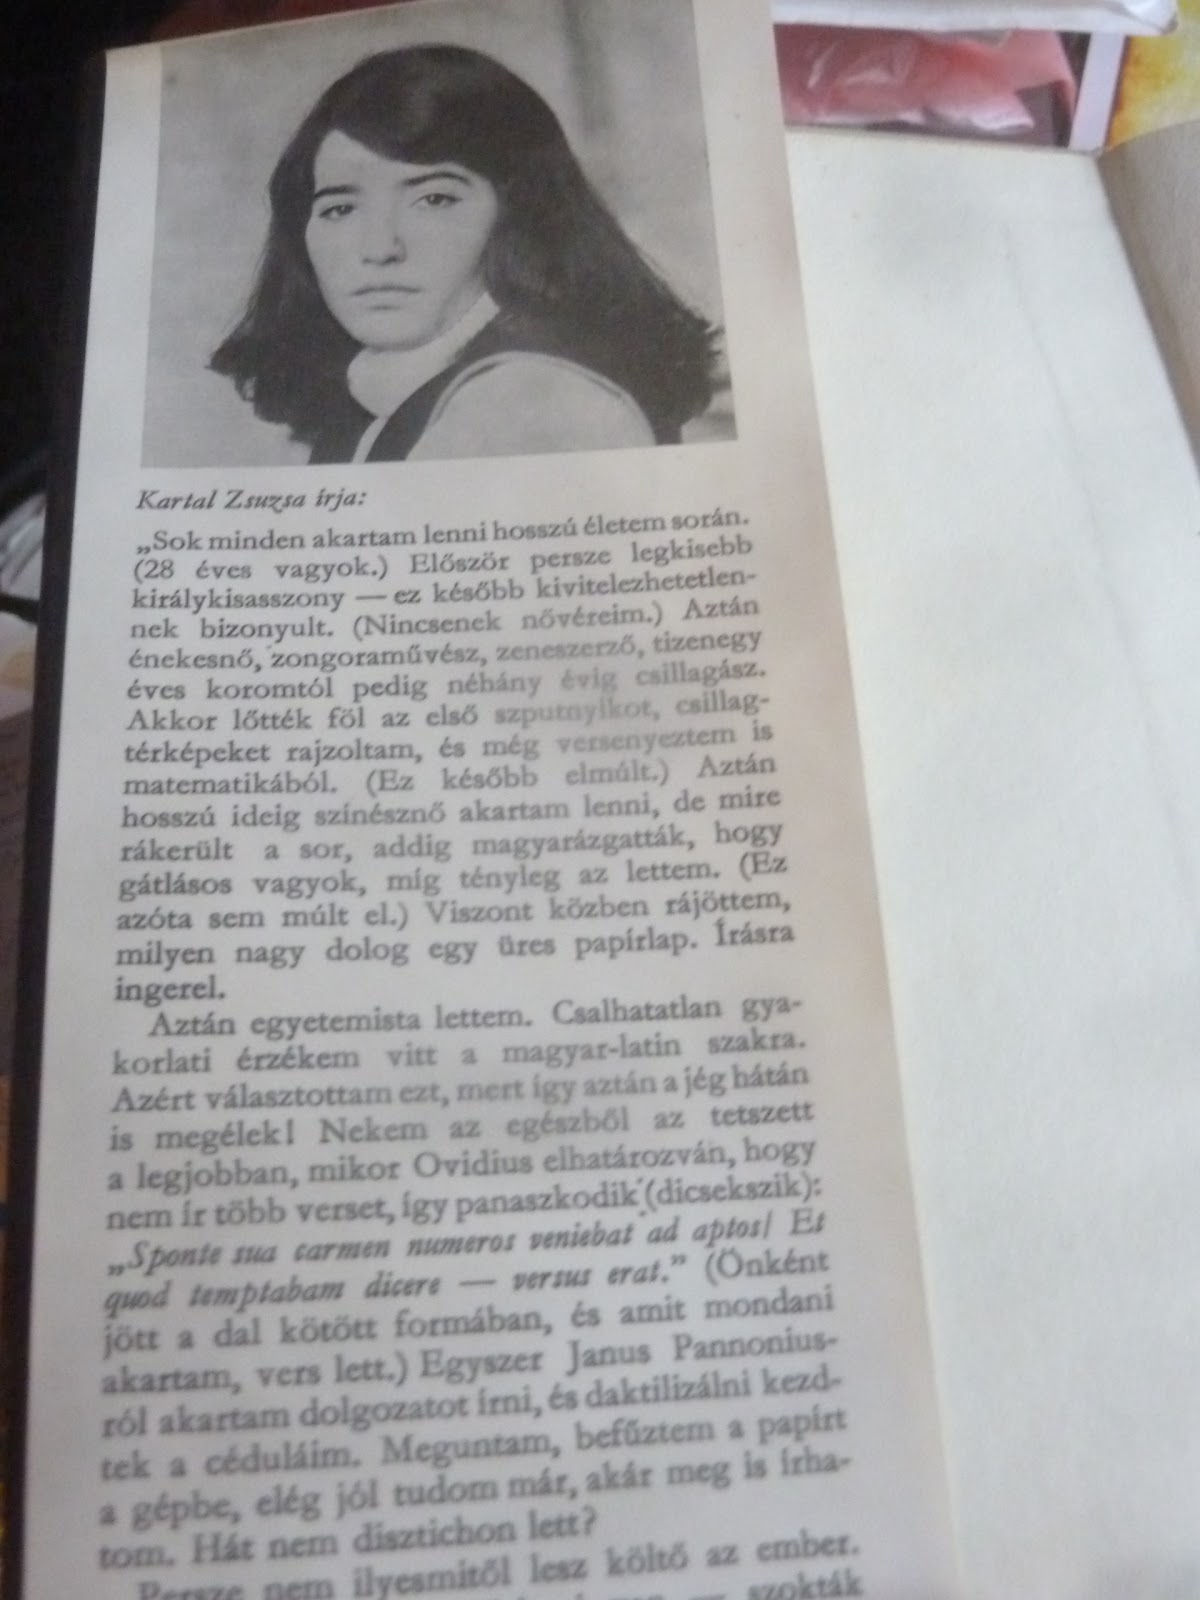 Kartal Zsuzsa írja:
„Sok minden akartam lenni hosszú életem során.
(28 éves vagyok.) Először persze legkisebb
királykisasszony — ez később kivitelezhetetlen-
nek bizonyult. (Nincsenek nővéreim.) Aztán
énekesnő, zongoraművész, zeneszerző, tizenegy
éves koromtól pedig néhány évig csillagász.
Akkor lőtték föl az első szputnyikot, csillag-
térképeket rajzoltam, és még versenyeztem is
matematikából. (Ez később elmúlt.) Aztán
hosszú ideig színésznő akartam lenni, de mire
rákerült a sor, addig magyarázgatták, hogy
gátlásos vagyok, míg tényleg az lettem. (Ez
azóta sem múlt el.) Viszont közben rájöttem,
milyen nagy dolog egy üres papírlap. Írásra
ingerel.
Aztán egyetemista lettem. Csalhatatlan gya-
korlati érzékem vitt a magyar-latin szakra.
Azért választottam ezt, mert így aztán a jég hátán
is megélek! Nekem az egészből az tetszett
a legjobban, mikor Ovidius elhatározván, hogy
nem ír több verset, így panaszkodik (dicsekszik):
„Sponte sua carmen numeros veniebat ad aptos/ Et
quod temptabam dicere — versus erat.” (Önként
jött a dal kötött formában, és amit mondani
akartam, vers lett.) Egyszer Janus Pannonius-
ról akartam dolgozatot írni, és daktilizálni kezd-
tek a céduláim. Meguntam, befűztem a papírt
a gépbe, elég jól tudom már, akár meg is írha-
tom. Hát nem disztichon lett?
Persze nem ilyesmitől lesz költő az ember.
szokták